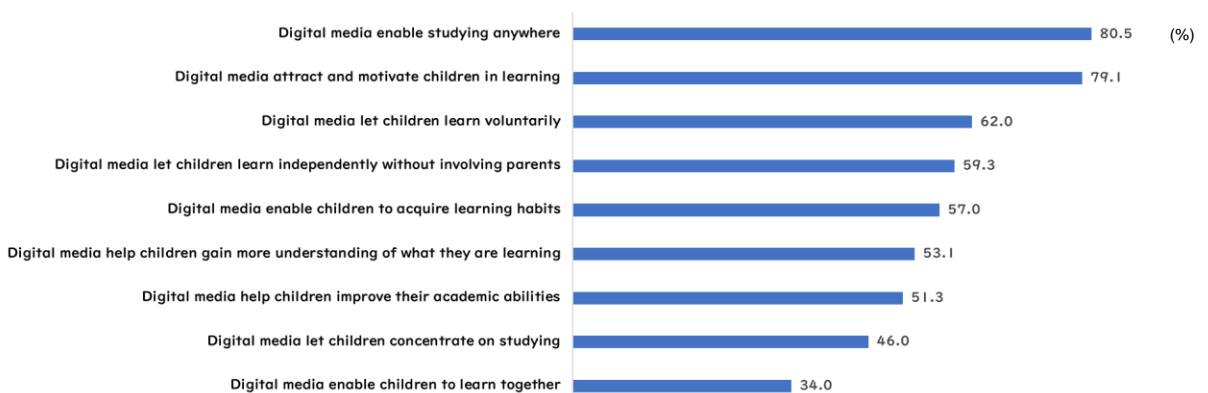 Digital media enable studying anywhere 80.5 (%)
Digital media attract and motivate children in learning 79.1
Digital media let children learn voluntarily 62.0
Digital media let children learn independently without involving parents 59.3
Digital media enable children to acquire learning habits 57.0
Digital media help children gain more understanding of what they are learning 53.1
Digital media help children improve their academic abilities 51.3
Digital media let children concentrate on studying 46.0
Digital media enable children to learn together 34.0